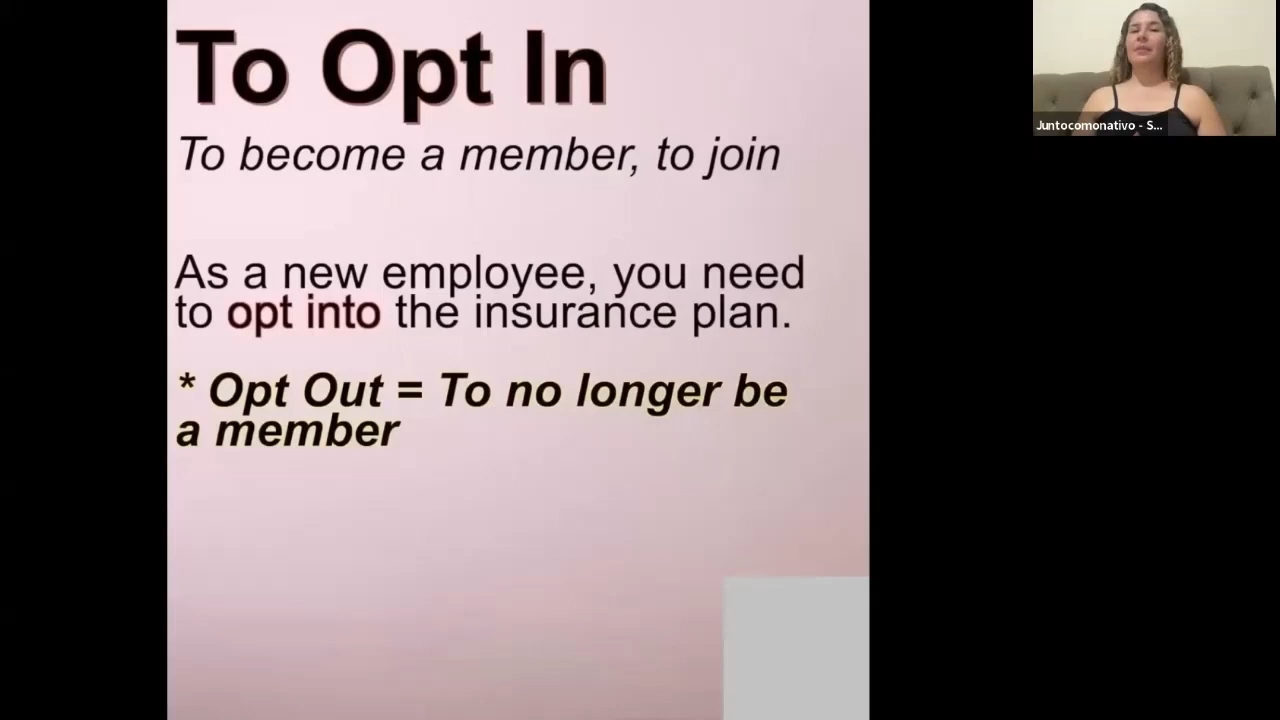 To Opt In
To become a member, to join
As a new employee, you need
to opt into the insurance plan.
* Opt Out = To no longer be
a member
Juntocomonativo - S...